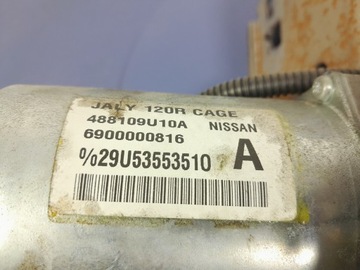 JALY 120R CAGE
488109U10A NISSAN
6900000816
%29U53553510 A